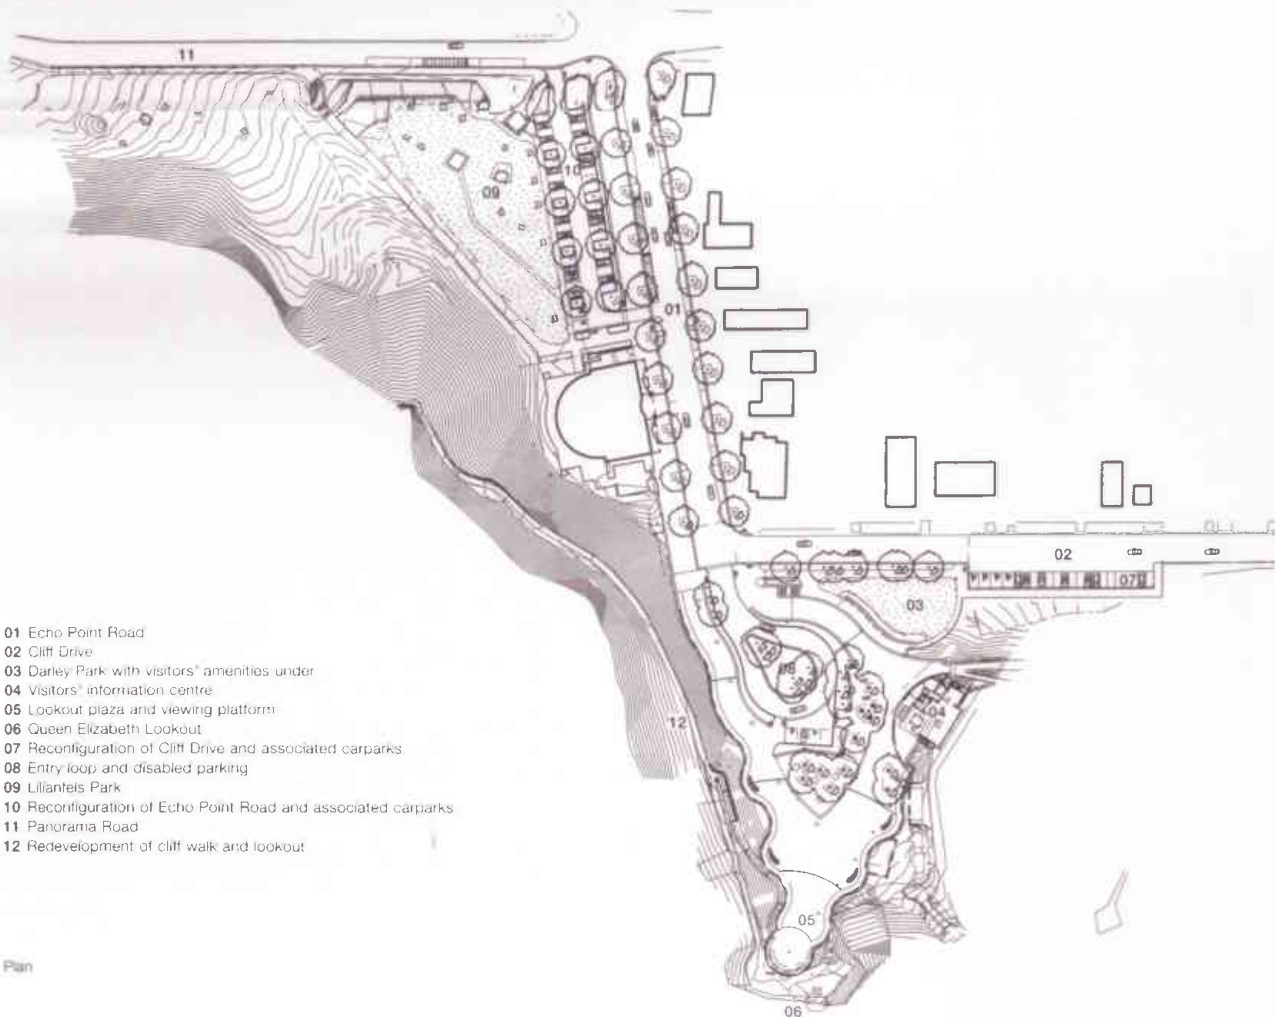 11
10
09
01
02
07
03
08
04
12
05
06
01 Echo Point Road
02 Cliff Drive
03 Darley Park with visitors' amenities under
04 Visitors' information centre
05 Lookout plaza and viewing platform
06 Queen Elizabeth Lookout
07 Reconfiguration of Cliff Drive and associated carparks
08 Entry loop and disabled parking
09 Lilianfels Park
10 Reconfiguration of Echo Point Road and associated carparks
11 Panorama Road
12 Redevelopment of cliff walk and lookout
Plan